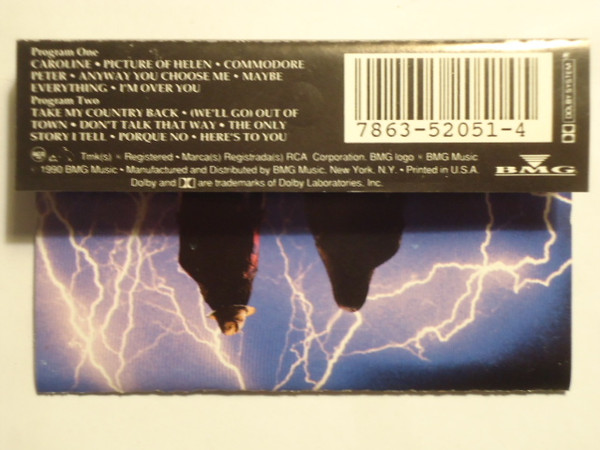 Program One
CAROLINE • PICTURE OF HELEN • COMMODORE
PETER • ANYWAY YOU CHOOSE ME • MAYBE
EVERYTHING • I'M OVER YOU
Program Two
TAKE MY COUNTRY BACK • (WE'LL GO) OUT OF
TOWN • DON'T TALK THAT WAY • THE ONLY
STORY I TELL • PORQUE NO • HERE'S TO YOU
7863-52051-4
DOLBY SYSTEM
RCA Tmk(s) ® Registered • Marca(s) Registrada(s) RCA Corporation. BMG logo ® BMG Music
© 1990 BMG Music • Manufactured and Distributed by BMG Music. New York, N.Y. • Printed in U.S.A.
Dolby and are trademarks of Dolby Laboratories, Inc.
BMG